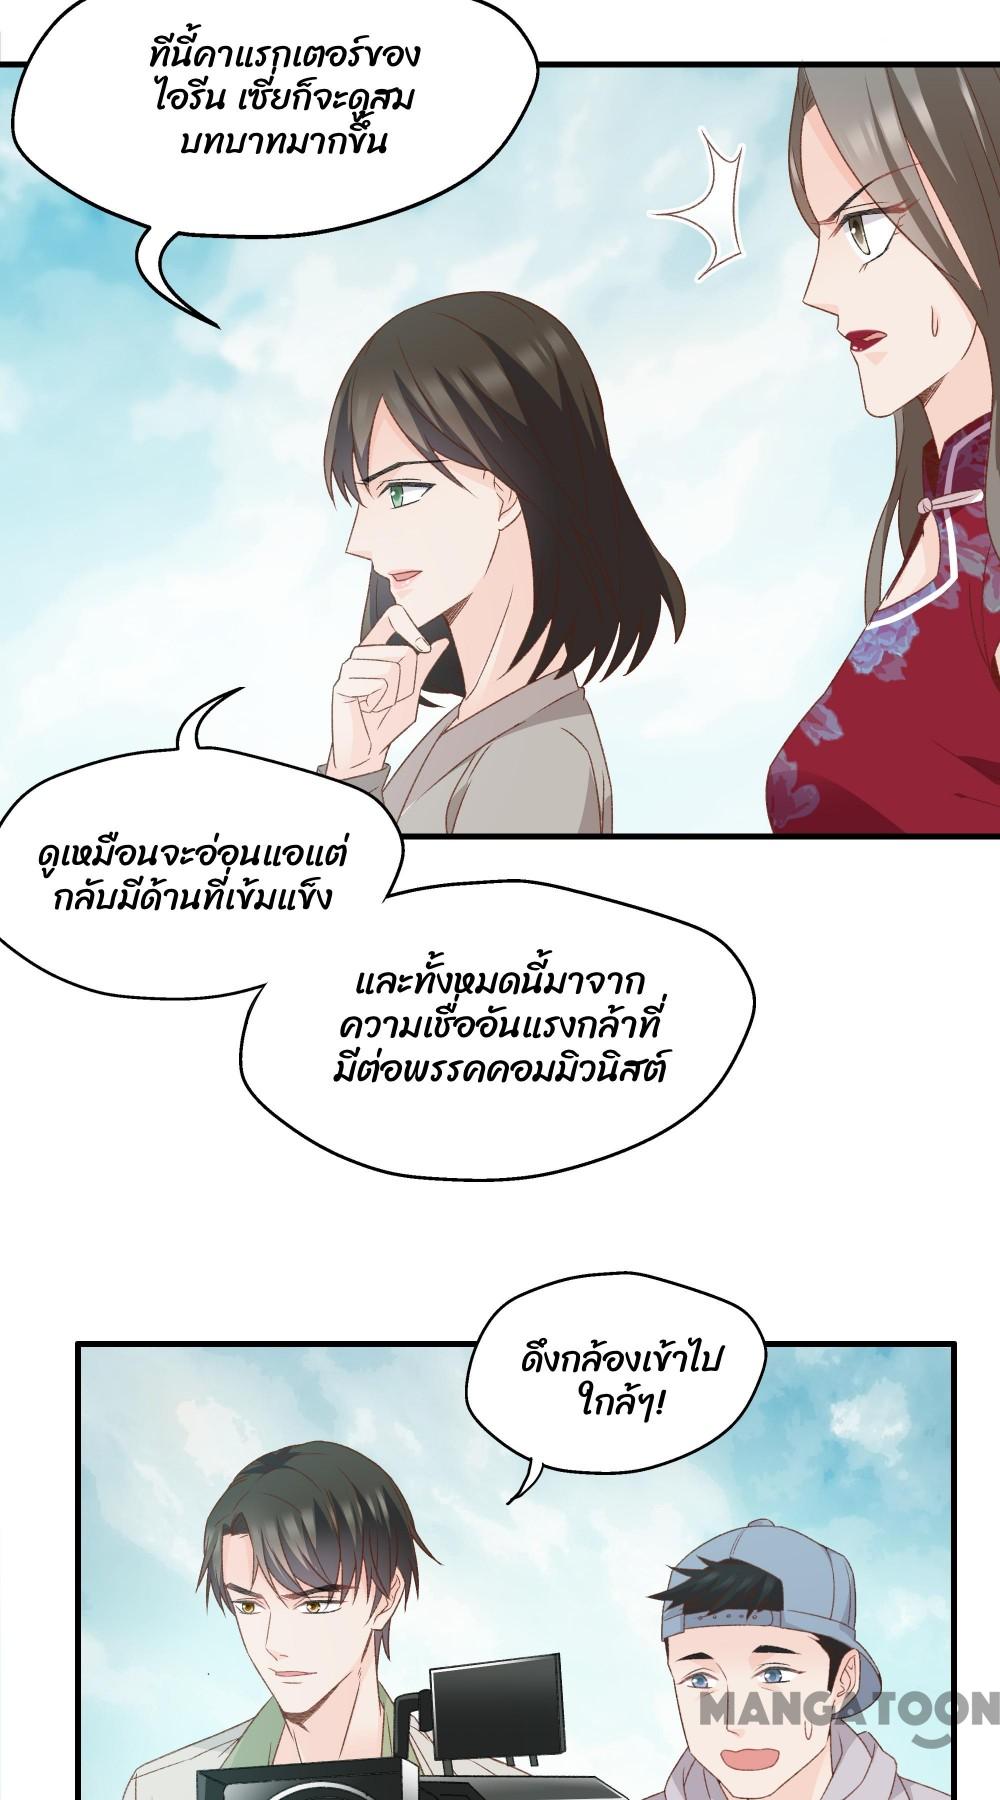 ทีนี้คาแรกเตอร์ของ
ไอรีน เซี่ยก็จะดูสม
บทบาทมากขึ้น
ดูเหมือนจะอ่อนแอแต่
กลับมีด้านที่เข้มแข็ง
และทั้งหมดนี้มาจาก
ความเชื่ออันแรงกล้าที่
มีต่อพรรคคอมมิวนิสต์
ดึงกล้องเข้าไป
ใกล้ๆ!
MANGATOON